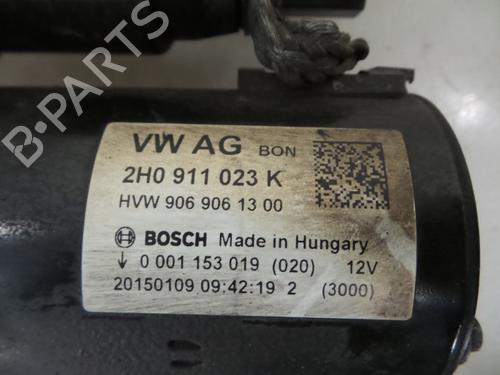 VW AG BON
2H0 911 023 K
HVW 906 906 13 00
BOSCH Made in Hungary
↓ 0 001 153 019 (020) 12V
20150109 09:42:19 2 (3000)
B-PARTS